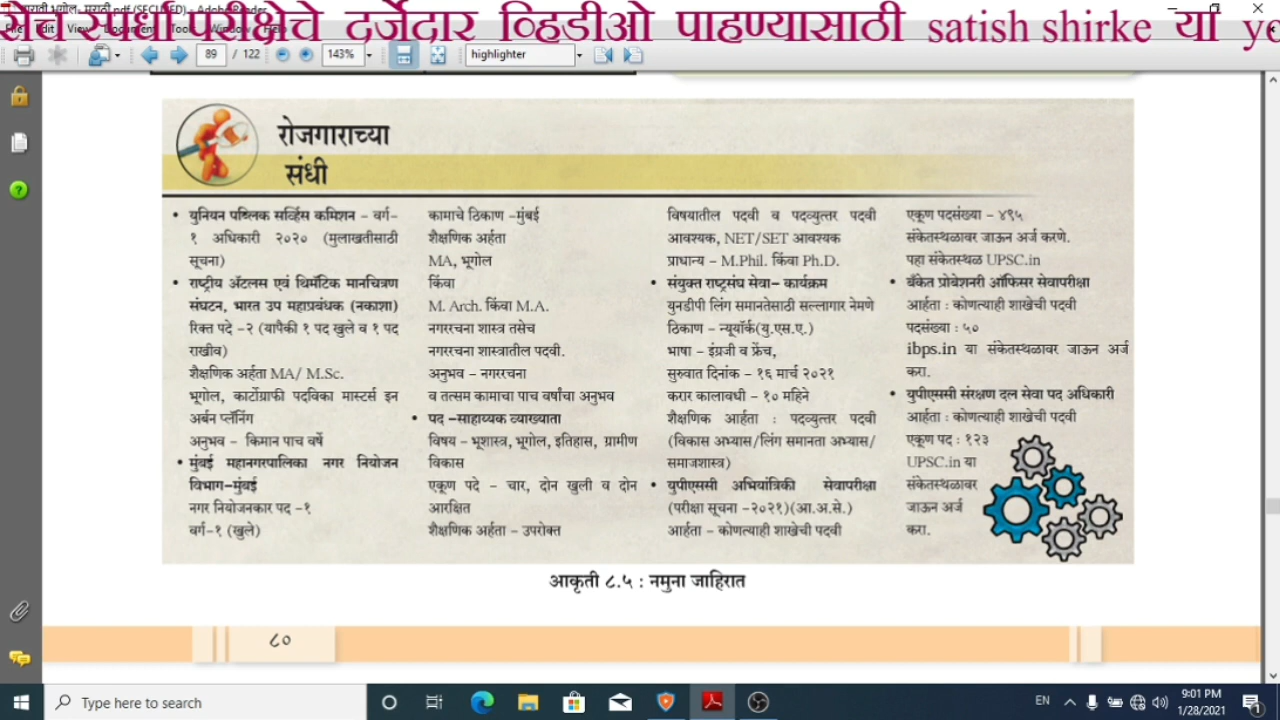 च स्पर्धापरीक्षेचे दर्जेदार व्हिडीओ पाहण्यासाठी satish shirke या ye
89 / 122
143%
highlighter
रोजगाराच्या
संधी
• युनियन पब्लिक सर्व्हिस कमिशन – वर्ग–
१ अधिकारी २०२० (मुलाखतीसाठी
सूचना)
• राष्ट्रीय ॲटलस एवं थिमॅटिक मानचित्रण
संघटन, भारत उप महाप्रबंधक (नकाशा)
रिक्त पदे –२ (यापैकी १ पद खुले व १ पद
राखीव)
शैक्षणिक अर्हता MA/ M.Sc.
भूगोल, कार्टोग्राफी पदविका मास्टर्स इन
अर्बन प्लॅनिंग
अनुभव – किमान पाच वर्षे
• मुंबई महानगरपालिका नगर नियोजन
विभाग–मुंबई
नगर नियोजनकार पद –१
वर्ग–१ (खुले)
कामाचे ठिकाण –मुंबई
शैक्षणिक अर्हता
MA, भूगोल
किंवा
M. Arch. किंवा M.A.
नगररचना शास्त्र तसेच
नगररचना शास्त्रातील पदवी.
अनुभव – नगररचना
व तत्सम कामाचा पाच वर्षांचा अनुभव
• पद –साहाय्यक व्याख्याता
विषय – भूशास्त्र, भूगोल, इतिहास, ग्रामीण
विकास
एकूण पदे – चार, दोन खुली व दोन
आरक्षित
शैक्षणिक अर्हता – उपरोक्त
विषयातील पदवी व पदव्युत्तर पदवी
आवश्यक, NET/SET आवश्यक
प्राधान्य – M.Phil. किंवा Ph.D.
• संयुक्त राष्ट्रसंघ सेवा– कार्यक्रम
युनडीपी लिंग समानतेसाठी सल्लागार नेमणे
ठिकाण – न्यूयॉर्क(यु.एस.ए.)
भाषा – इंग्रजी व फ्रेंच,
सुरुवात दिनांक – १६ मार्च २०२१
करार कालावधी – १० महिने
शैक्षणिक आर्हता : पदव्युत्तर पदवी
(विकास अभ्यास/लिंग समानता अभ्यास/
समाजशास्त्र)
• युपीएससी अभियांत्रिकी सेवापरीक्षा
(परीक्षा सूचना –२०२१)(आ.अ.से.)
आर्हता – कोणत्याही शाखेची पदवी
एकूण पदसंख्या – ४९५
संकेतस्थळावर जाऊन अर्ज करणे.
पहा संकेतस्थळ UPSC.in
• बँकेत प्रोबेशनरी ऑफिसर सेवापरीक्षा
आर्हता : कोणत्याही शाखेची पदवी
पदसंख्या : ५०
ibps.in या संकेतस्थळावर जाऊन अर्ज
करा.
• युपीएससी संरक्षण दल सेवा पद अधिकारी
आर्हता : कोणत्याही शाखेची पदवी
एकूण पद : १२३
UPSC.in या
संकेतस्थळावर
जाऊन अर्ज
करा.
आकृती ८.५ : नमुना जाहिरात
८०
Type here to search
EN
9:01 PM
1/28/2021